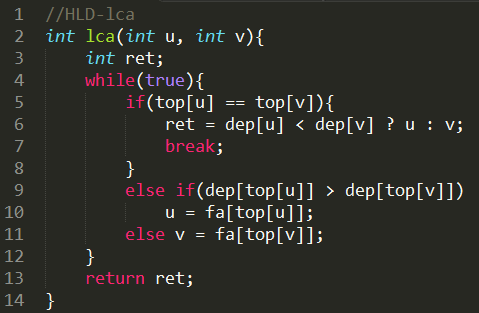 1 //HLD-lca
2 int lca(int u, int v){
3     int ret;
4     while(true){
5         if(top[u] == top[v]){
6             ret = dep[u] < dep[v] ? u : v;
7             break;
8         }
9         else if(dep[top[u]] > dep[top[v]])
10             u = fa[top[u]];
11         else v = fa[top[v]];
12     }
13     return ret;
14 }